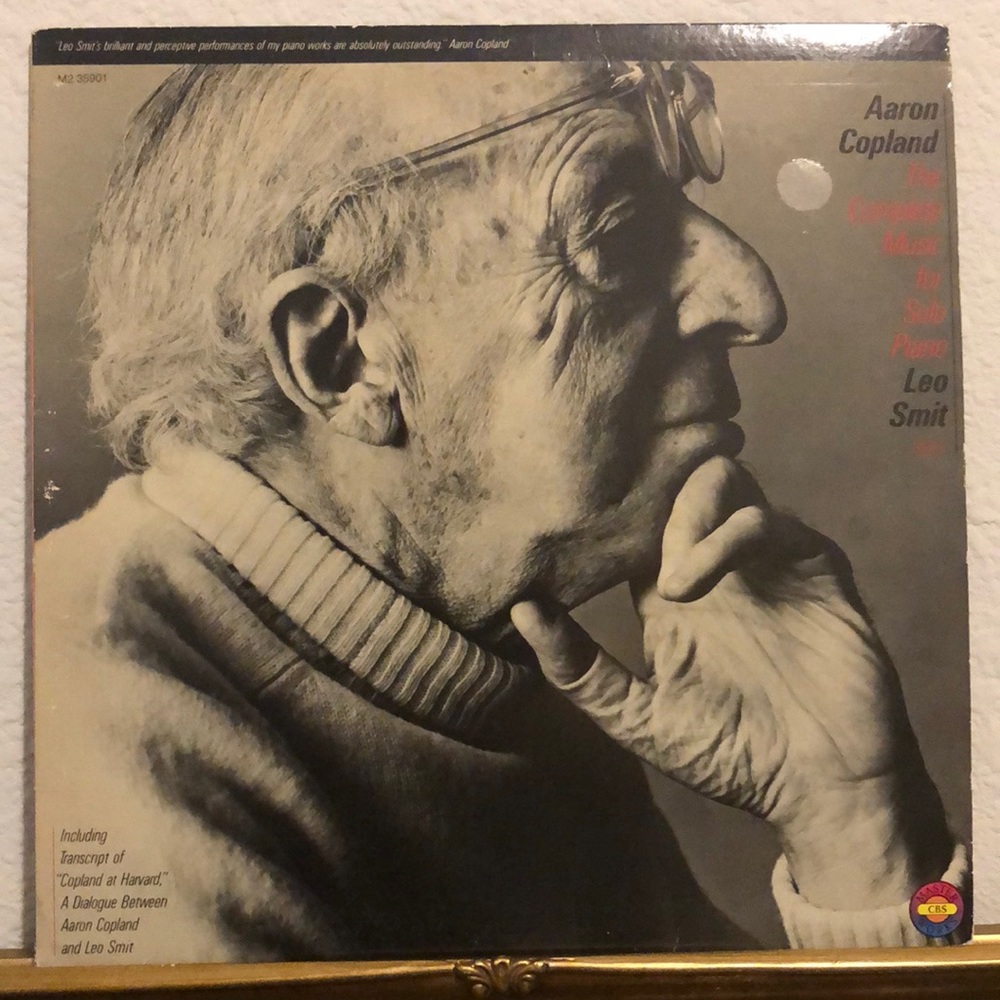 "Leo Smit's brilliant and perceptive performances of my piano works are absolutely outstanding." Aaron Copland
M2 35901
Aaron
Copland
The
Complete
Music
for
Solo
Piano
Leo
Smit
Including
Transcript of
"Copland at Harvard,"
A Dialogue Between
Aaron Copland
and Leo Smit
MASTER
CBS
WORKS